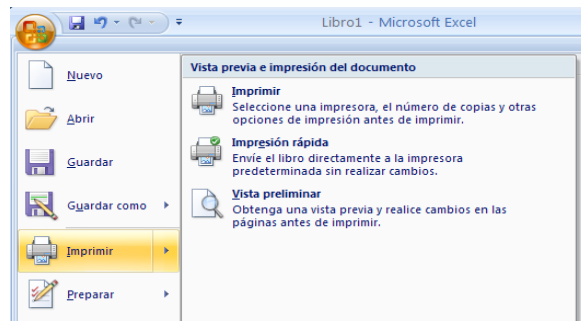 Libro1 - Microsoft Excel
Nuevo
Abrir
Guardar
Guardar como
Imprimir
Preparar
Vista previa e impresión del documento
Imprimir
Seleccione una impresora, el número de copias y otras
opciones de impresión antes de imprimir.
Impresión rápida
Envíe el libro directamente a la impresora
predeterminada sin realizar cambios.
Vista preliminar
Obtenga una vista previa y realice cambios en las
páginas antes de imprimir.